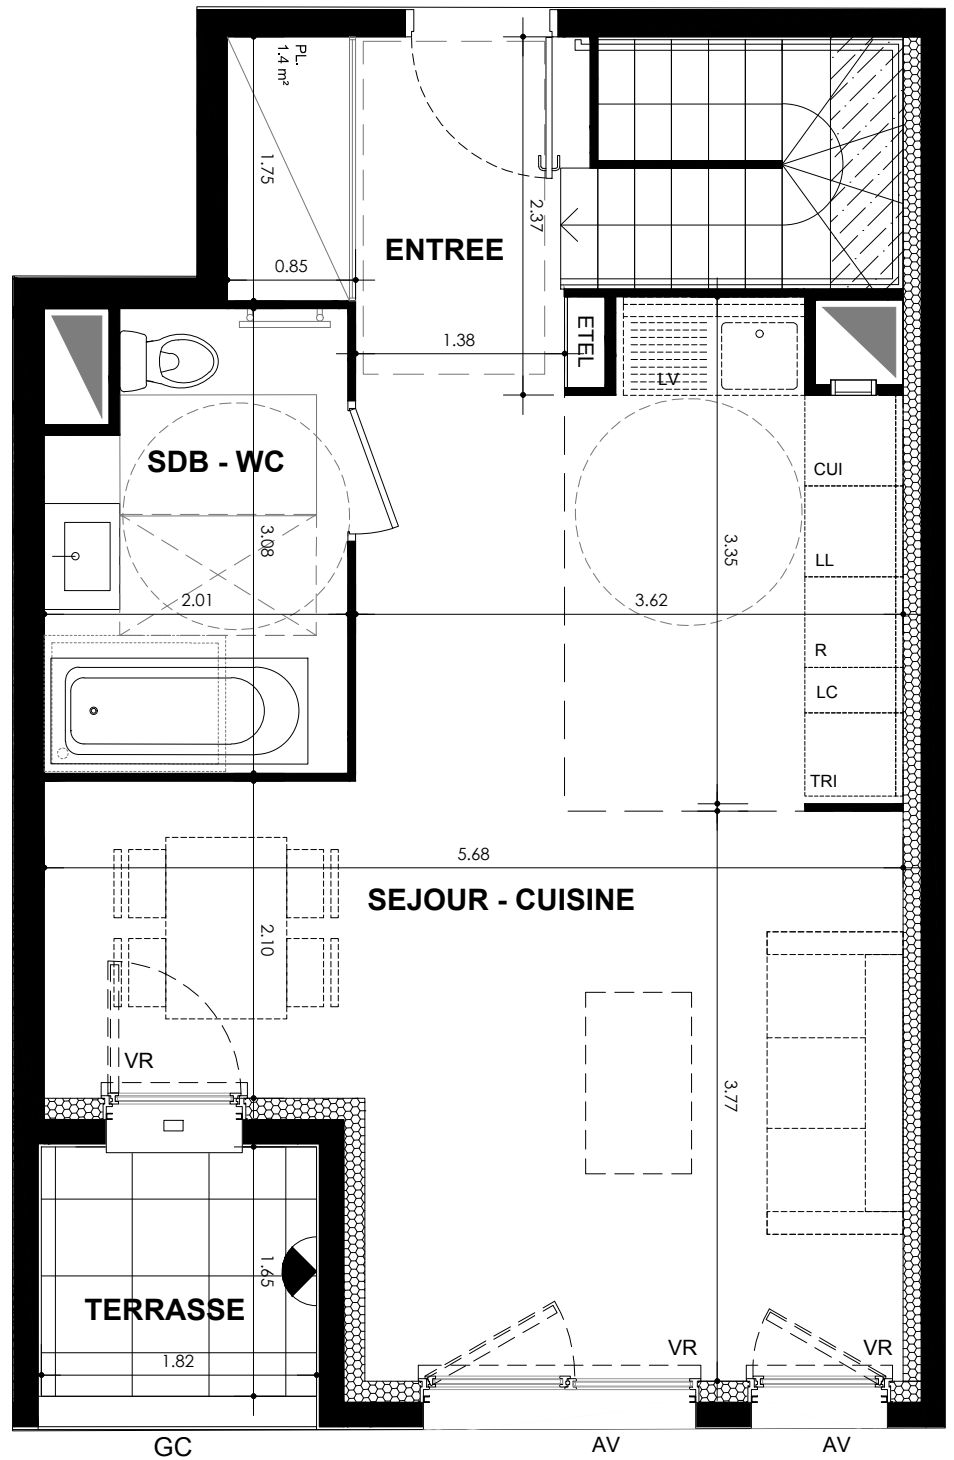 PL.
1.4 m²
1.75
2.37
ENTREE
0.85
1.38
ETEL
LV
SDB - WC
CUI
3.08
3.35
LL
2.01
3.62
R
LC
TRI
5.68
SEJOUR - CUISINE
2.10
VR
3.77
1.65
TERRASSE
1.82
VR
VR
GC
AV
AV